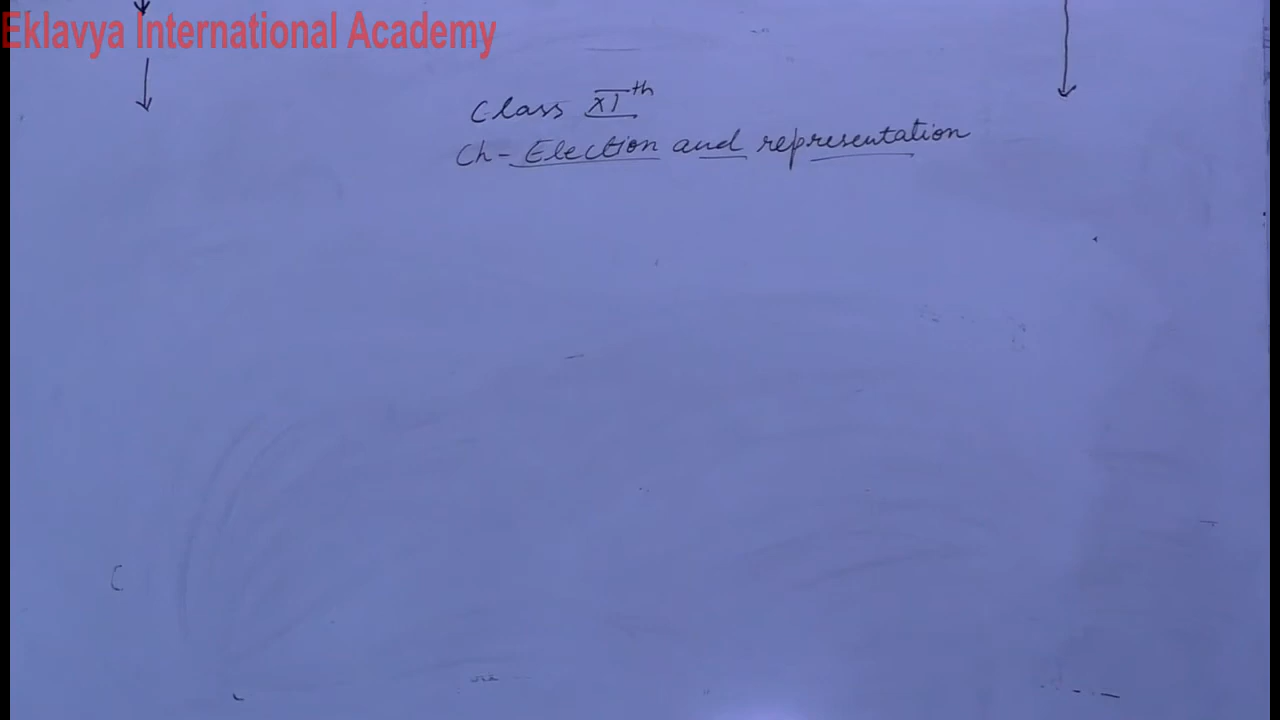 Eklavya International Academy
Class XIth
Ch- Election and representation